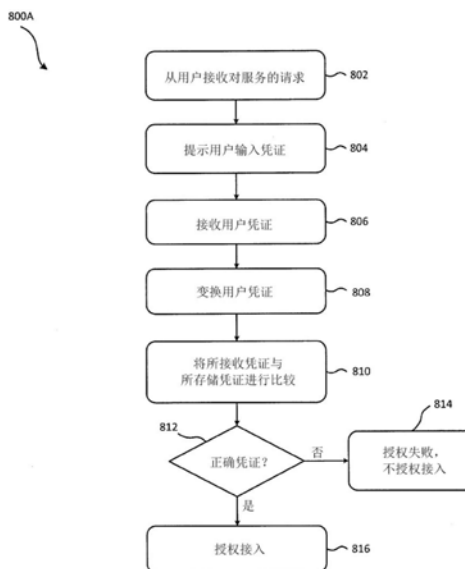 800A
从用户接收对服务的请求
802
提示用户输入凭证
804
接收用户凭证
806
变换用户凭证
808
将所接收凭证与
所存储凭证进行比较
810
812
正确凭证？
否
814
授权失败，
不授权接入
是
授权接入
816